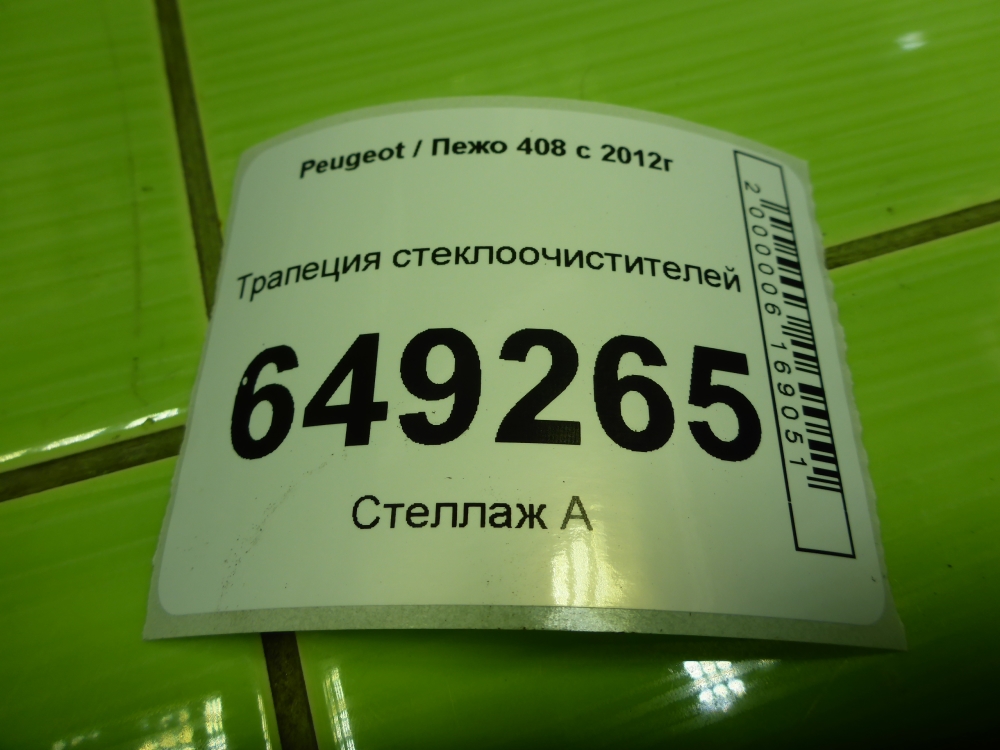 Peugeot / Пежо 408 с 2012г
Трапеция стеклоочистителей
649265
Стеллаж А
2000006169051